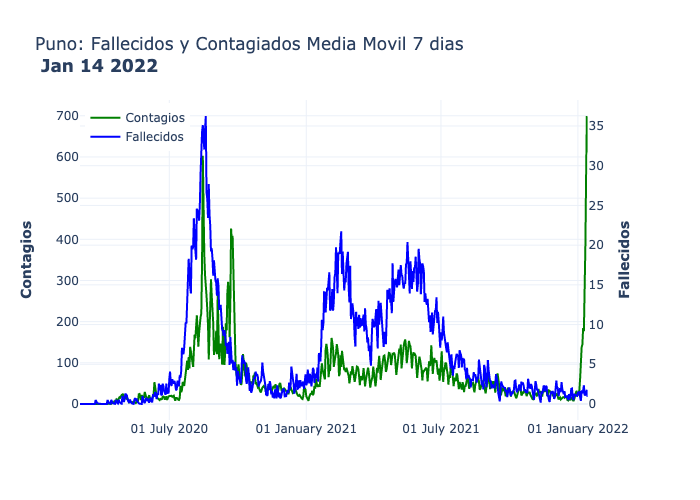 Puno: Fallecidos y Contagiados Media Movil 7 dias
Jan 14 2022
Contagios
Fallecidos
700
600
500
400
300
200
100
0
35
30
25
20
15
10
5
0
Contagios
Fallecidos
01 July 2020
01 January 2021
01 July 2021
01 January 2022